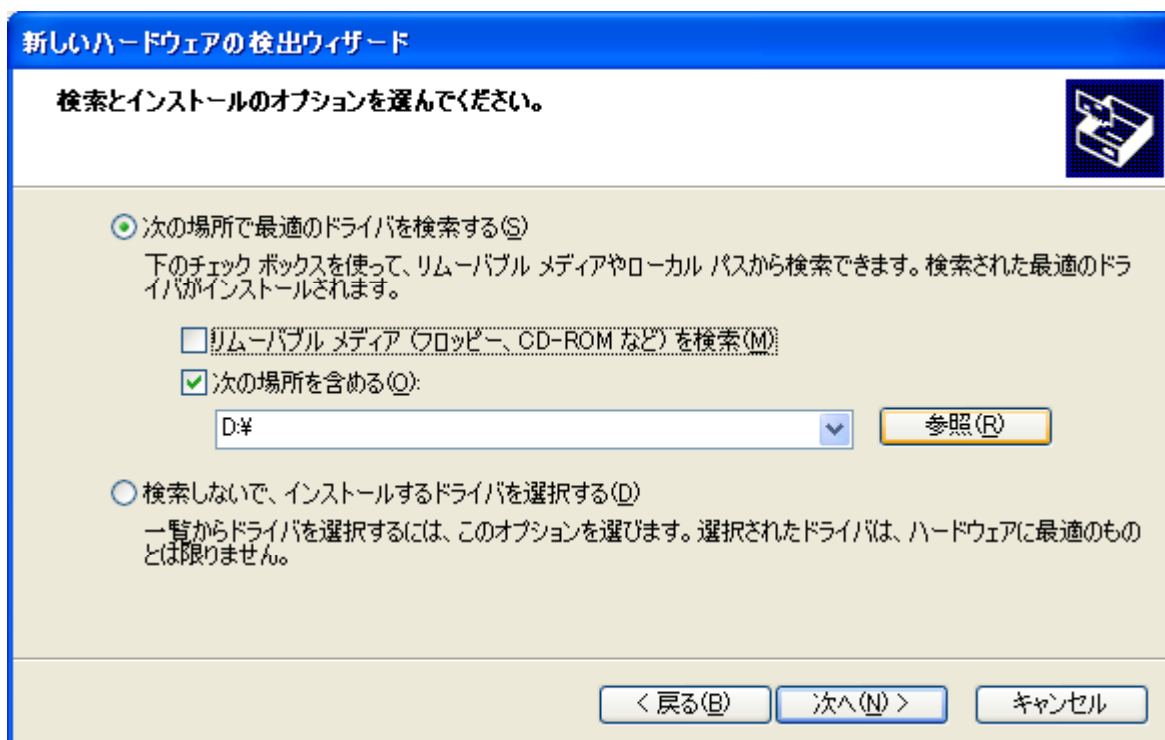 新しいハードウェアの検出ウィザード
検索とインストールのオプションを選んでください。
次の場所で最適のドライバを検索する(S)
下のチェック ボックスを使って、リムーバブル メディアやローカル パスから検索できます。検索された最適のドラ
イバがインストールされます。
リムーバブル メディア (フロッピー、CD-ROM など) を検索(M)
次の場所を含める(O):
D:¥
参照(R)
検索しないで、インストールするドライバを選択する(D)
一覧からドライバを選択するには、このオプションを選びます。選択されたドライバは、ハードウェアに最適のもの
とは限りません。
< 戻る(B)
次へ(N) >
キャンセル